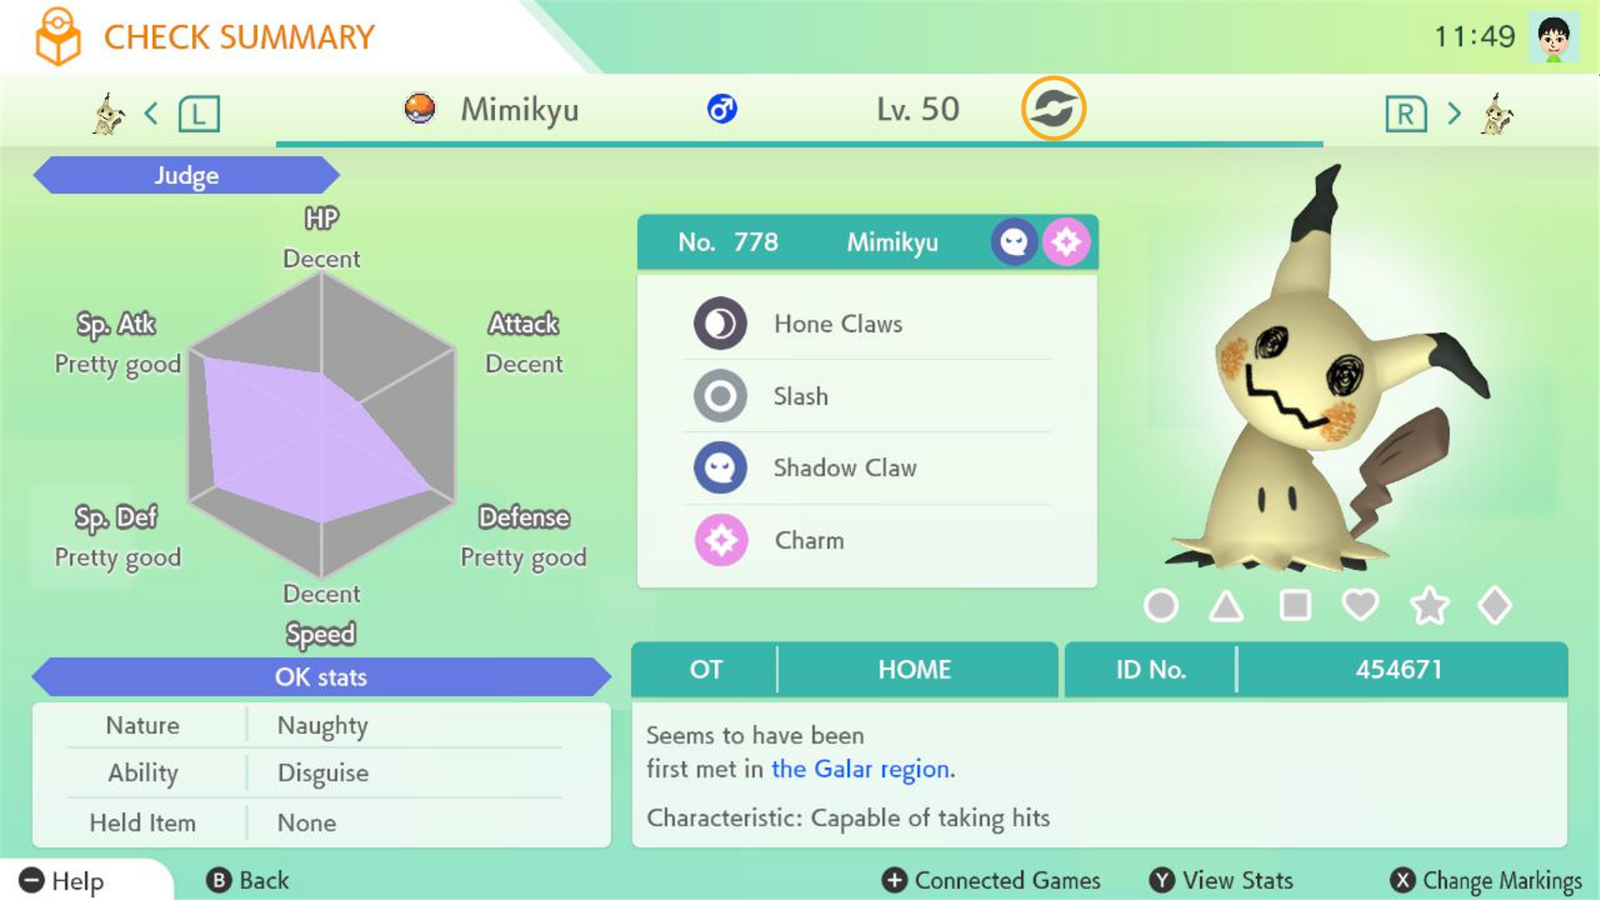 CHECK SUMMARY
11:49
L
Mimikyu
Lv. 50
R
Judge
HP
Decent
Sp. Atk
Pretty good
Attack
Decent
Sp. Def
Pretty good
Defense
Pretty good
Decent
Speed
OK stats
Nature Naughty
Ability Disguise
Held Item None
No. 778 Mimikyu
Hone Claws
Slash
Shadow Claw
Charm
OT HOME
ID No. 454671
Seems to have been
first met in the Galar region.
Characteristic: Capable of taking hits
Help
B Back
Connected Games
Y View Stats
X Change Markings